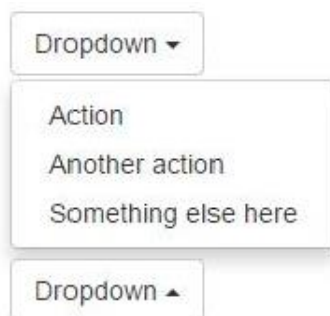 Dropdown
Action
Another action
Something else here
Dropdown